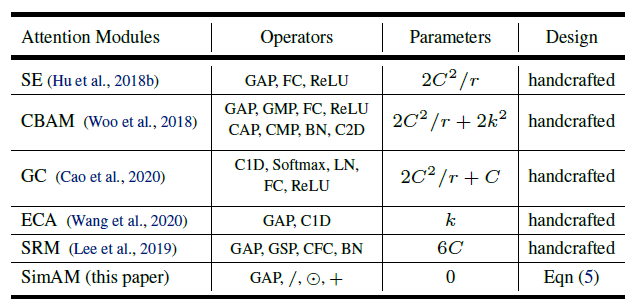 Attention Modules Operators Parameters Design
SE (Hu et al., 2018b) GAP, FC, ReLU 2C²/r handcrafted
CBAM (Woo et al., 2018) GAP, GMP, FC, ReLU
CAP, CMP, BN, C2D 2C²/r + 2k² handcrafted
GC (Cao et al., 2020) C1D, Softmax, LN,
FC, ReLU 2C²/r + C handcrafted
ECA (Wang et al., 2020) GAP, C1D k handcrafted
SRM (Lee et al., 2019) GAP, GSP, CFC, BN 6C handcrafted
SimAM (this paper) GAP, /, ⊙, + 0 Eqn (5)